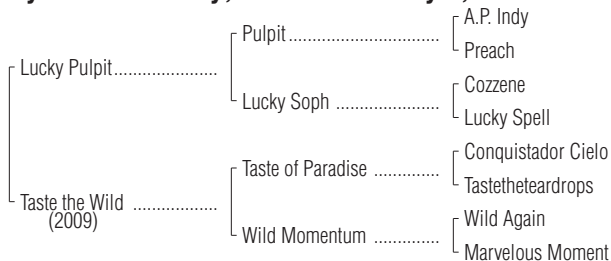 Pulpit
A.P. Indy
Preach
Lucky Pulpit
Lucky Soph
Cozzene
Lucky Spell
Taste of Paradise
Conquistador Cielo
Tastetheteardrops
Taste the Wild
(2009)
Wild Momentum
Wild Again
Marvelous Moment